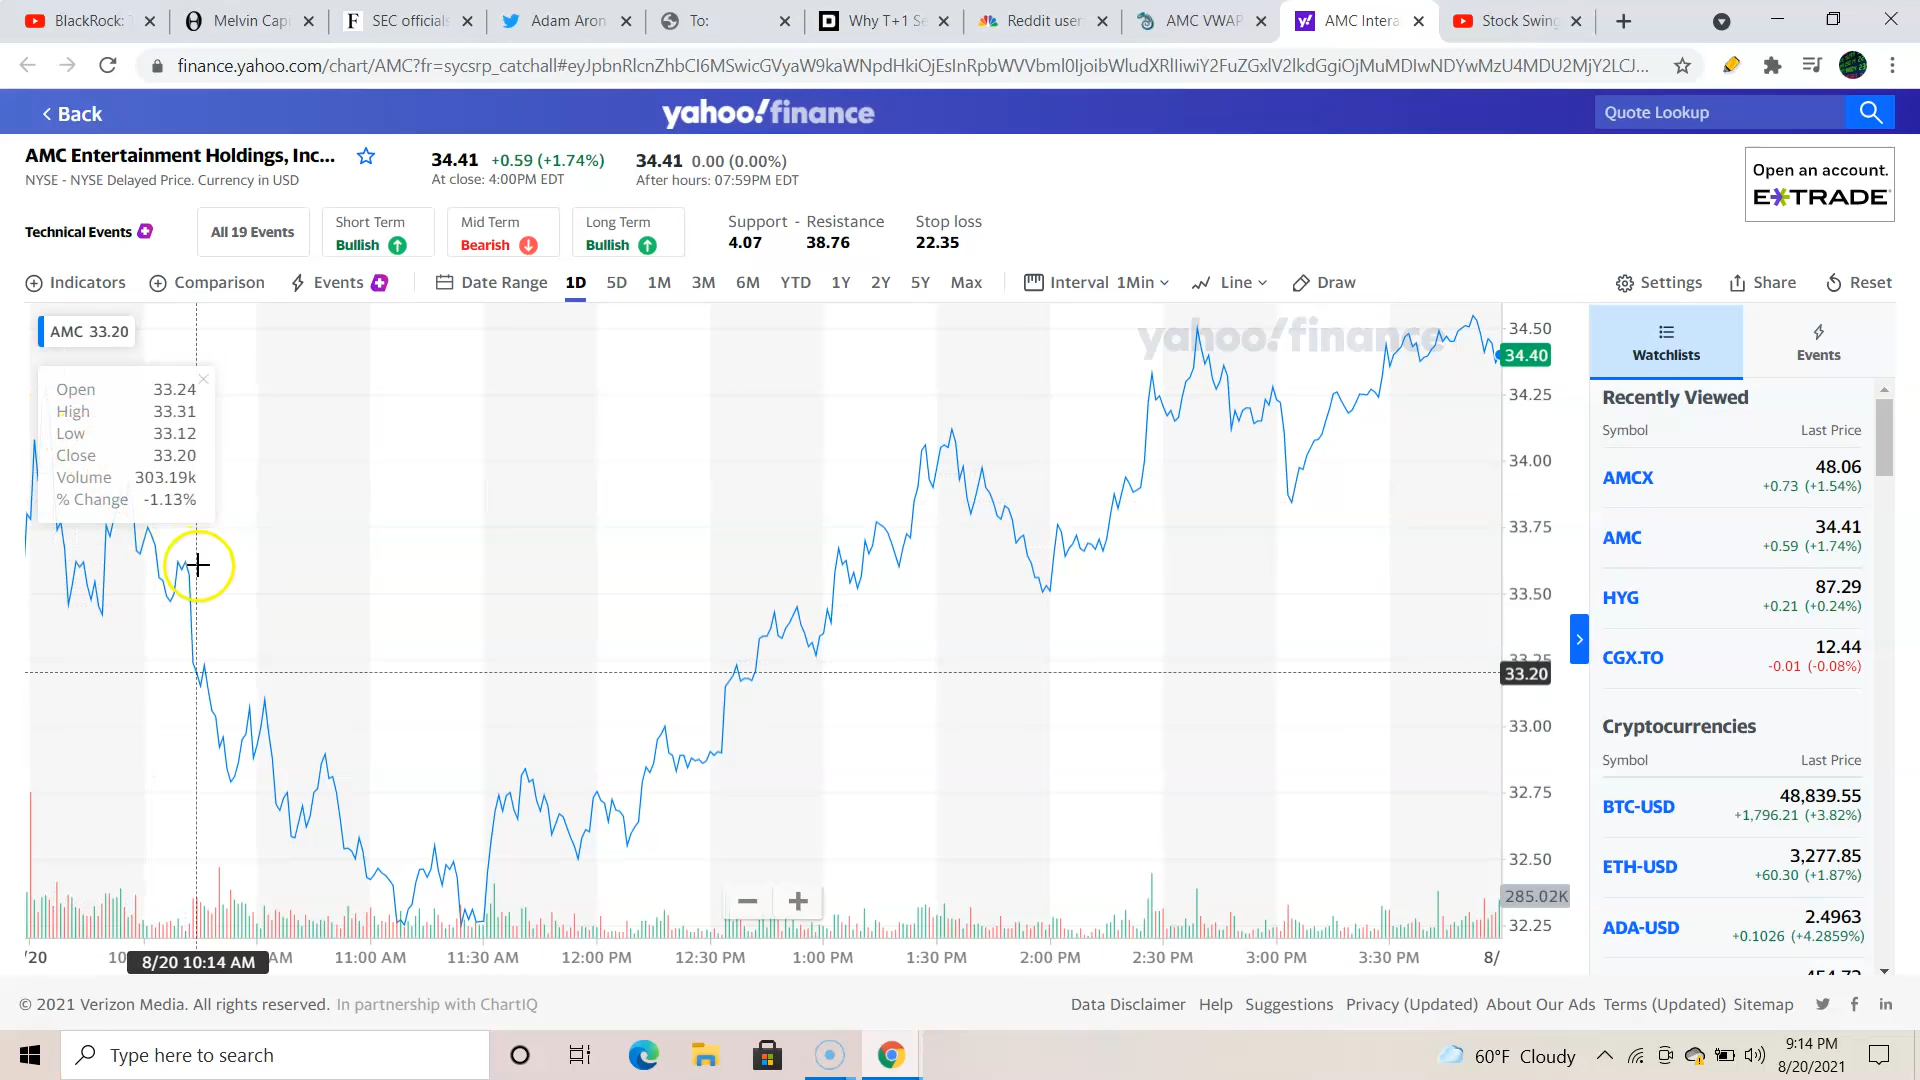 BlackRock: T
Melvin Cap
SEC officials
Adam Aron
To:
Why T+1 Se
Reddit user
AMC VWAP
AMC Intera
Stock Swing
finance.yahoo.com/chart/AMC?fr=sycsrp_catchall#eyJpbnRlcnZhbCI6MSwicGVyaW9kaWNpdHkiOjEsInRpbWVVbml0IjoibWludXRlIiwiY2FuZGxlV2lkdGgiOjMuMDIwNDYwMzU4MDU2MjY2LCJ...
Back
yahoo!finance
Quote Lookup
AMC Entertainment Holdings, Inc...
34.41 +0.59 (+1.74%)
34.41 0.00 (0.00%)
NYSE - NYSE Delayed Price. Currency in USD
At close: 4:00PM EDT
After hours: 07:59PM EDT
Open an account.
E*TRADE
Technical Events
All 19 Events
Short Term
Bullish
Mid Term
Bearish
Long Term
Bullish
Support - Resistance
4.07 38.76
Stop loss
22.35
Indicators
Comparison
Events
Date Range
1D 5D 1M 3M 6M YTD 1Y 2Y 5Y Max
Interval 1Min
Line
Draw
Settings
Share
Reset
AMC 33.20
Open 33.24
High 33.31
Low 33.12
Close 33.20
Volume 303.19k
% Change -1.13%
yahoo!finance
34.50
34.40
34.25
34.00
33.75
33.50
33.25
33.20
33.00
32.75
32.50
285.02K
32.25
/20
8/20 10:14 AM
AM
11:00 AM
11:30 AM
12:00 PM
12:30 PM
1:00 PM
1:30 PM
2:00 PM
2:30 PM
3:00 PM
3:30 PM
8/
Watchlists
Events
Recently Viewed
Symbol Last Price
AMCX 48.06
+0.73 (+1.54%)
AMC 34.41
+0.59 (+1.74%)
HYG 87.29
+0.21 (+0.24%)
CGX.TO 12.44
-0.01 (-0.08%)
Cryptocurrencies
Symbol Last Price
BTC-USD 48,839.55
+1,796.21 (+3.82%)
ETH-USD 3,277.85
+60.30 (+1.87%)
ADA-USD 2.4963
+0.1026 (+4.2859%)
© 2021 Verizon Media. All rights reserved. In partnership with ChartIQ
Data Disclaimer Help Suggestions Privacy (Updated) About Our Ads Terms (Updated) Sitemap
Type here to search
60°F Cloudy
9:14 PM
8/20/2021